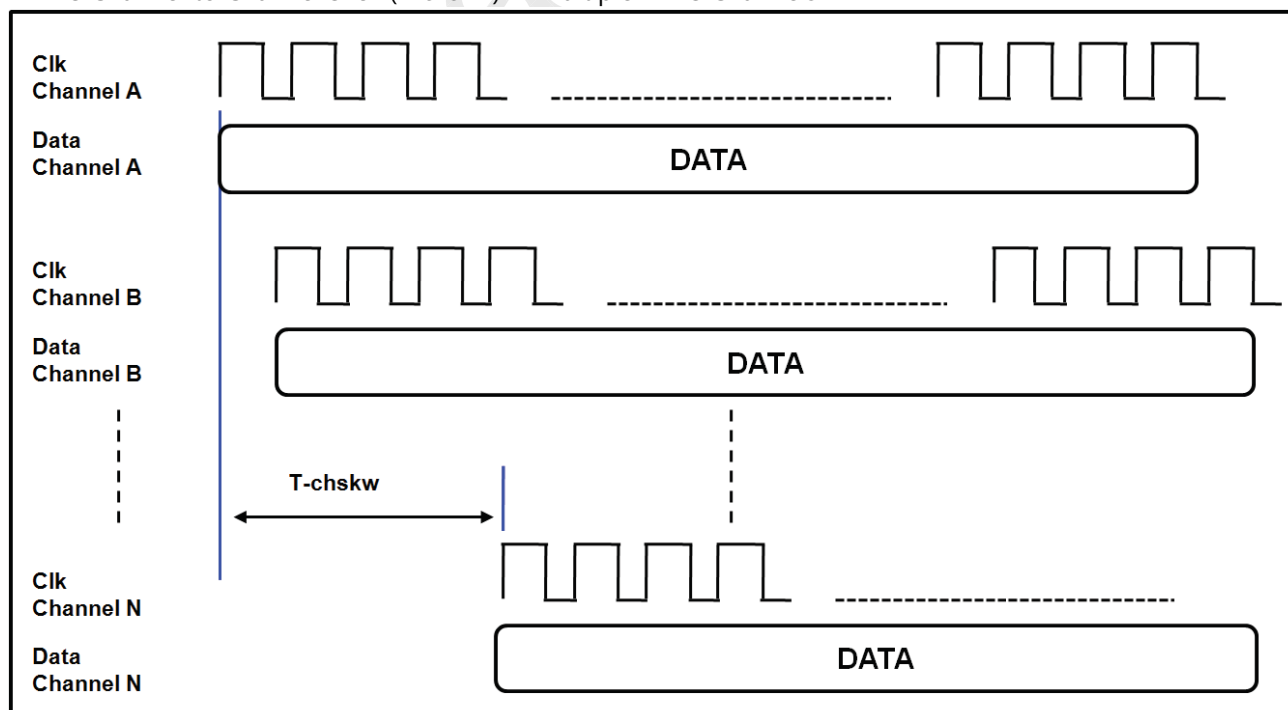 Clk
Channel A
Data
Channel A
DATA
Clk
Channel B
Data
Channel B
DATA
T-chskw
Clk
Channel N
Data
Channel N
DATA